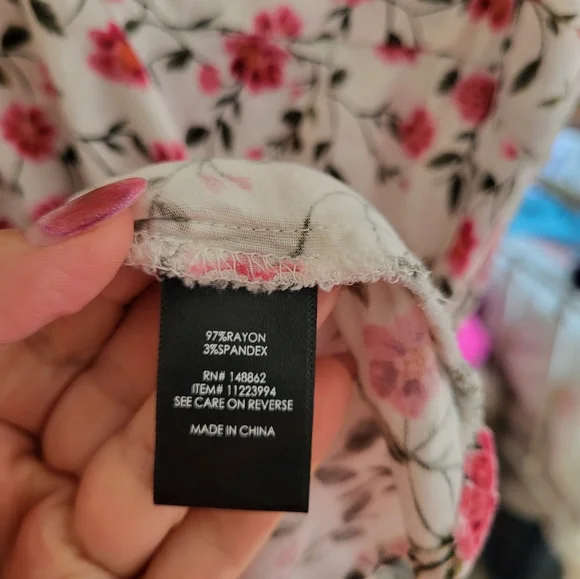 97%RAYON
3%SPANDEX
RN# 148862
ITEM# 11223994
SEE CARE ON REVERSE
MADE IN CHINA